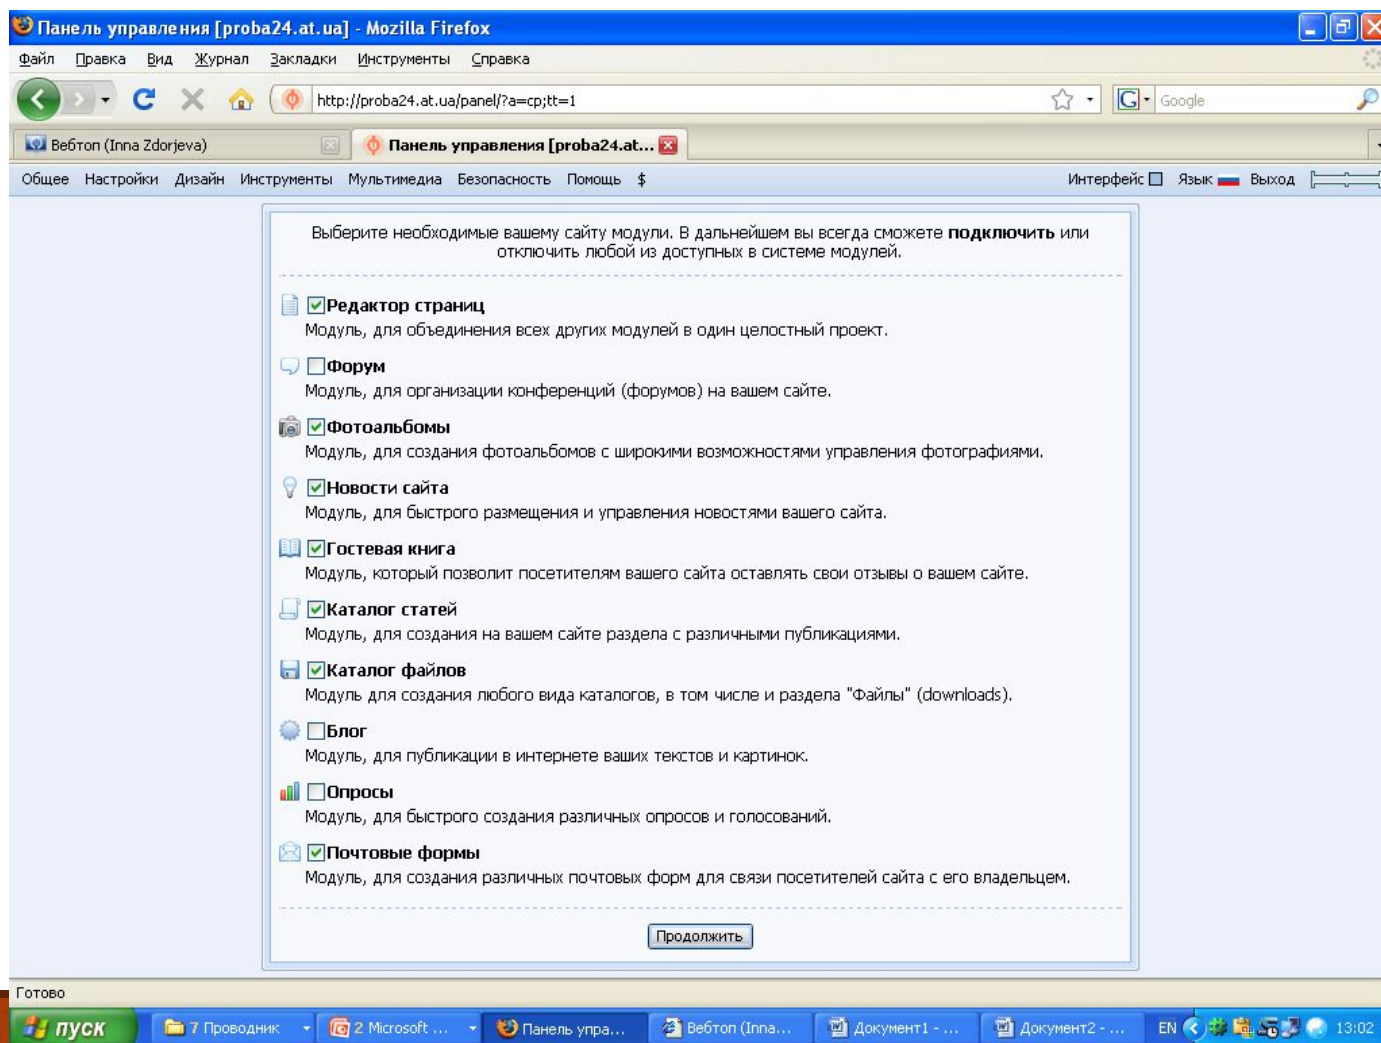 Панель управления [proba24.at.ua] - Mozilla Firefox
Файл Правка Вид Журнал Закладки Инструменты Справка
http://proba24.at.ua/panel/?a=cp;tt=1 G Google
Вебтоп (Inna Zdorjeva) Панель управления [proba24.at...
Общее Настройки Дизайн Инструменты Мультимедиа Безопасность Помощь $ Интерфейс Язык Выход
Выберите необходимые вашему сайту модули. В дальнейшем вы всегда сможете подключить или
отключить любой из доступных в системе модулей.
Редактор страниц
Модуль, для объединения всех других модулей в один целостный проект.
Форум
Модуль, для организации конференций (форумов) на вашем сайте.
Фотоальбомы
Модуль, для создания фотоальбомов с широкими возможностями управления фотографиями.
Новости сайта
Модуль, для быстрого размещения и управления новостями вашего сайта.
Гостевая книга
Модуль, который позволит посетителям вашего сайта оставлять свои отзывы о вашем сайте.
Каталог статей
Модуль, для создания на вашем сайте раздела с различными публикациями.
Каталог файлов
Модуль для создания любого вида каталогов, в том числе и раздела "Файлы" (downloads).
Блог
Модуль, для публикации в интернете ваших текстов и картинок.
Опросы
Модуль, для быстрого создания различных опросов и голосований.
Почтовые формы
Модуль, для создания различных почтовых форм для связи посетителей сайта с его владельцем.
Продолжить
Готово
пуск 7 Проводник 2 Microsoft ... Панель упра... Вебтоп (Inna... Документ1 - ... Документ2 - ... EN 13:02